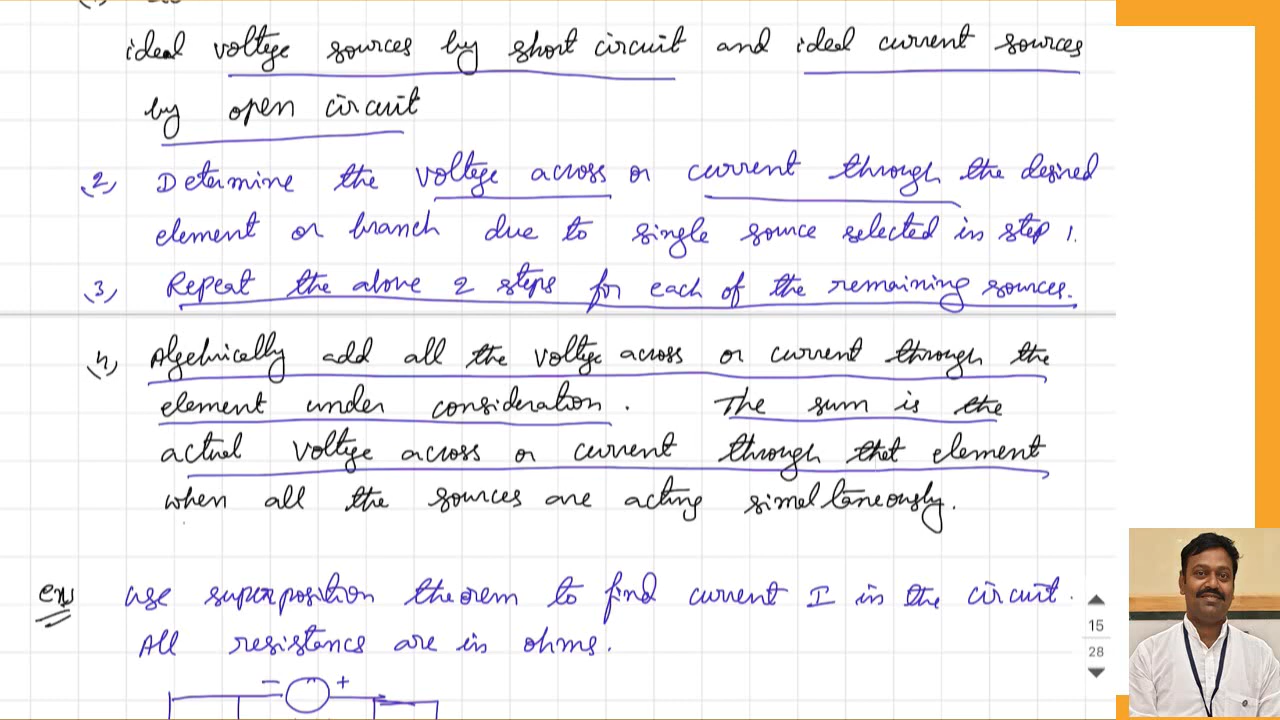 ideal voltage sources by short circuit and ideal current sources
by open circuit
(2) Determine the voltage across or current through the desired
element or branch due to single source selected in step 1.
(3) Repeat the above 2 steps for each of the remaining sources.
(4) Algebrically add all the voltage across or current through the
element under consideration. The sum is the
actual voltage across or current through that element
when all the sources are acting simeltaneously.
ex: use superposition theorem to find current I in the circuit.
All resistancs are in ohms.
- +
15
28